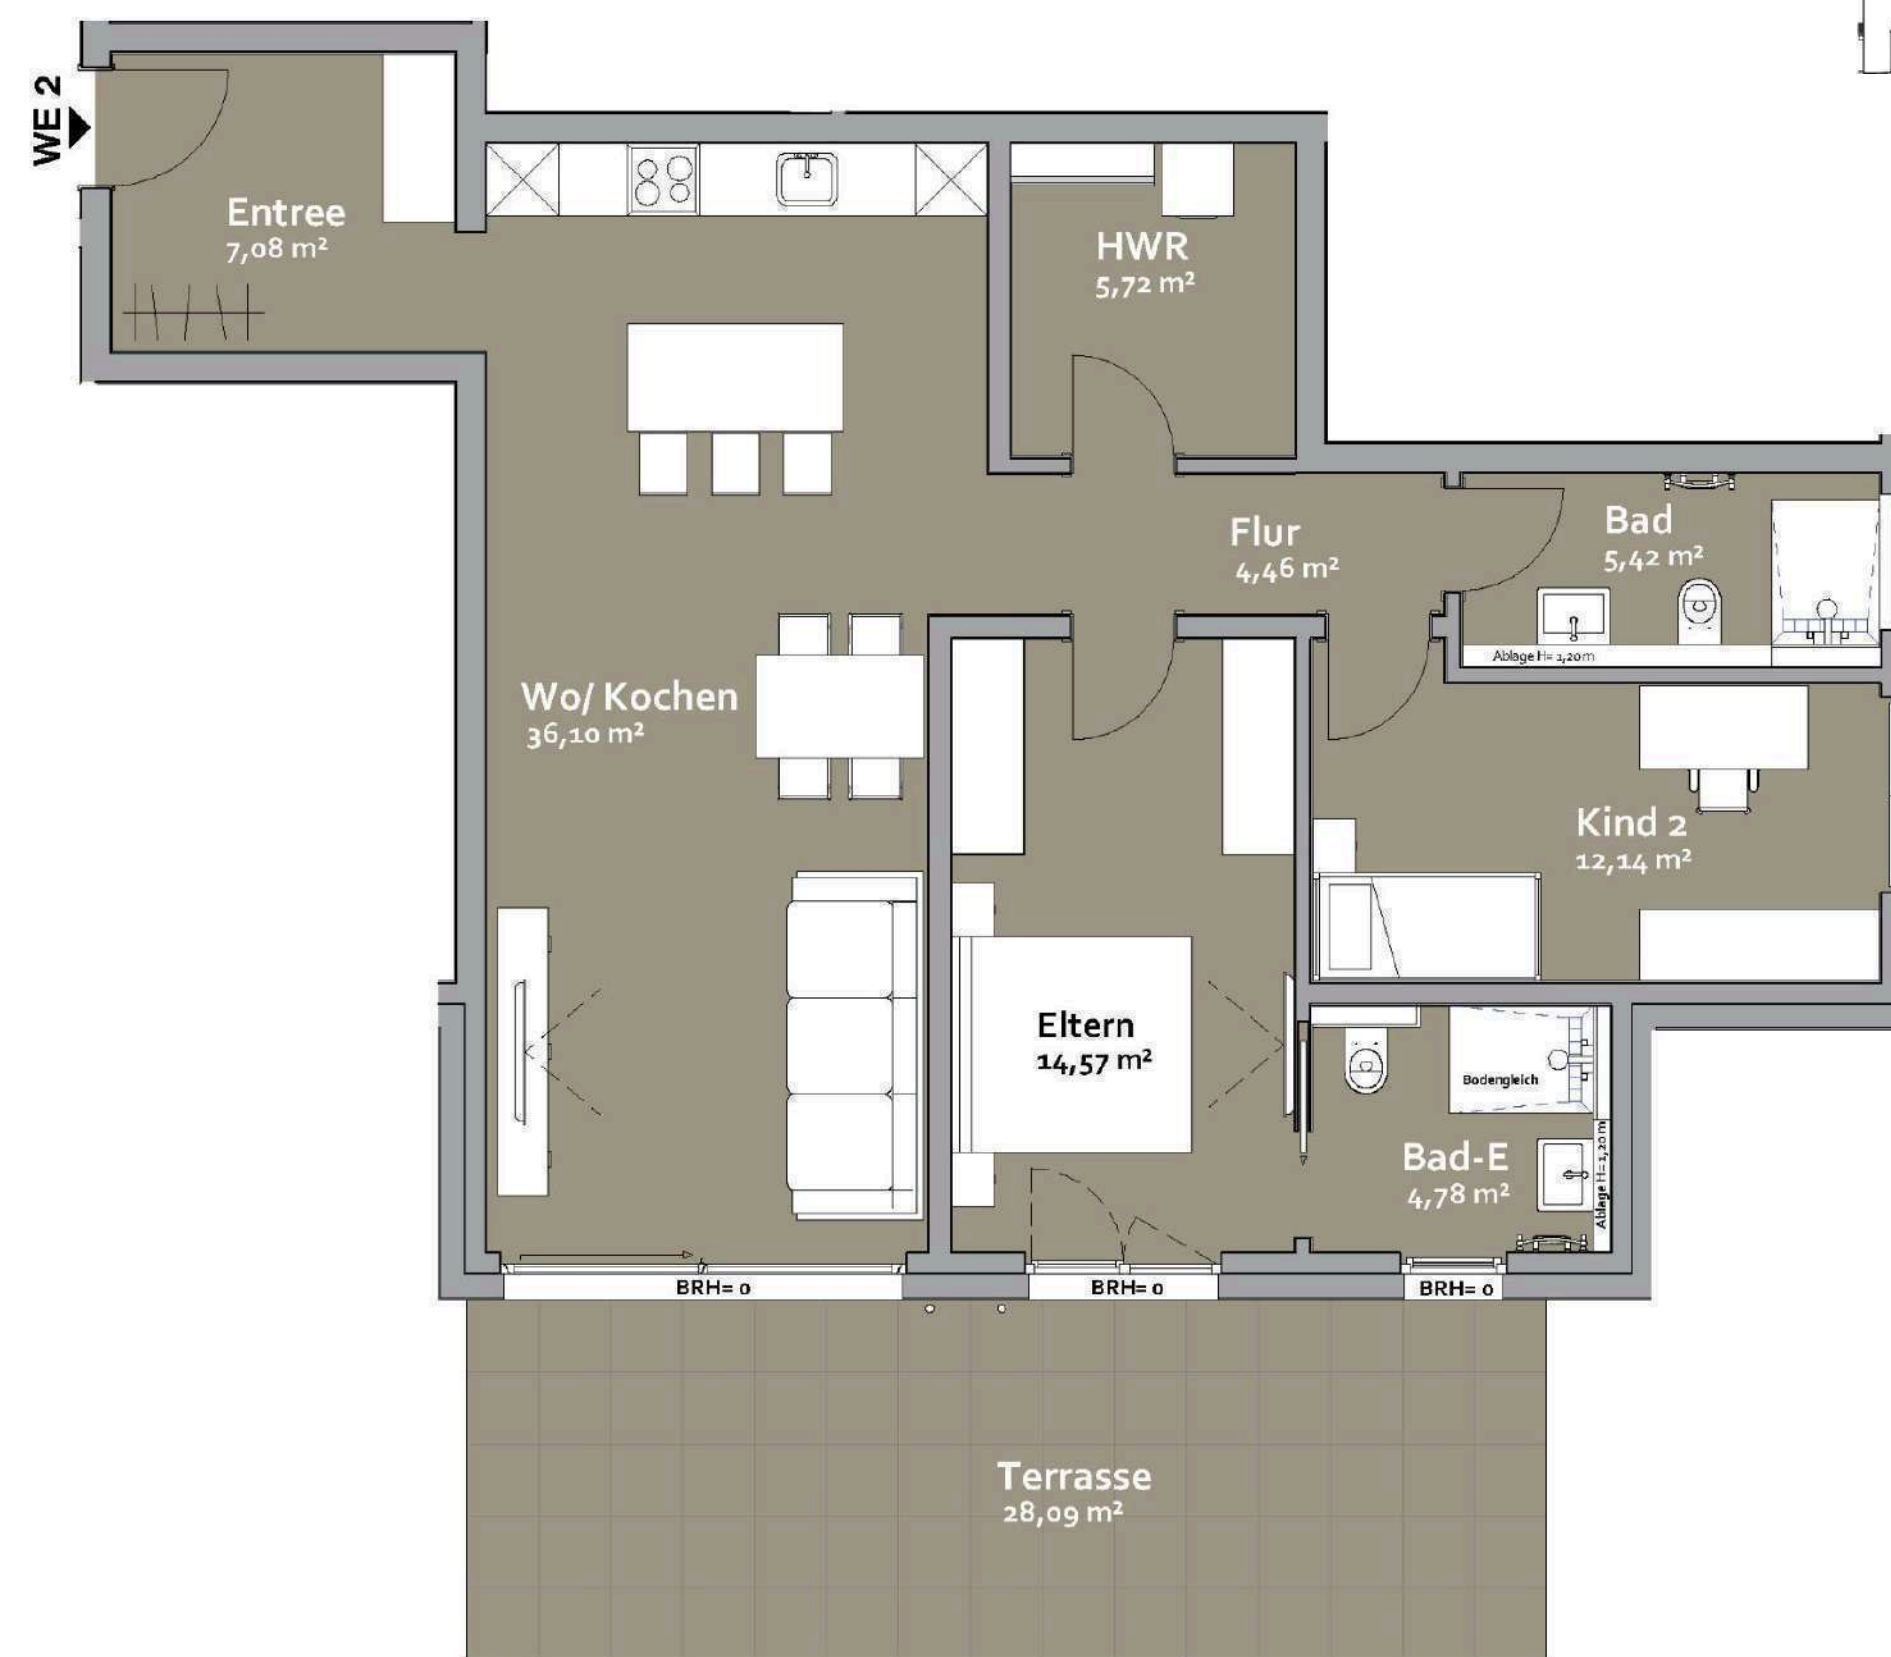 WE 2
Entree
7,08 m²
HWR
5,72 m²
Flur
4,46 m²
Bad
5,42 m²
Ablage H= 1,20m
Wo/ Kochen
36,10 m²
Kind 2
12,14 m²
Eltern
14,57 m²
Bodengleich
Bad-E
4,78 m²
Ablage H= 1,20 m
BRH= 0
BRH= 0
BRH= 0
Terrasse
28,09 m²